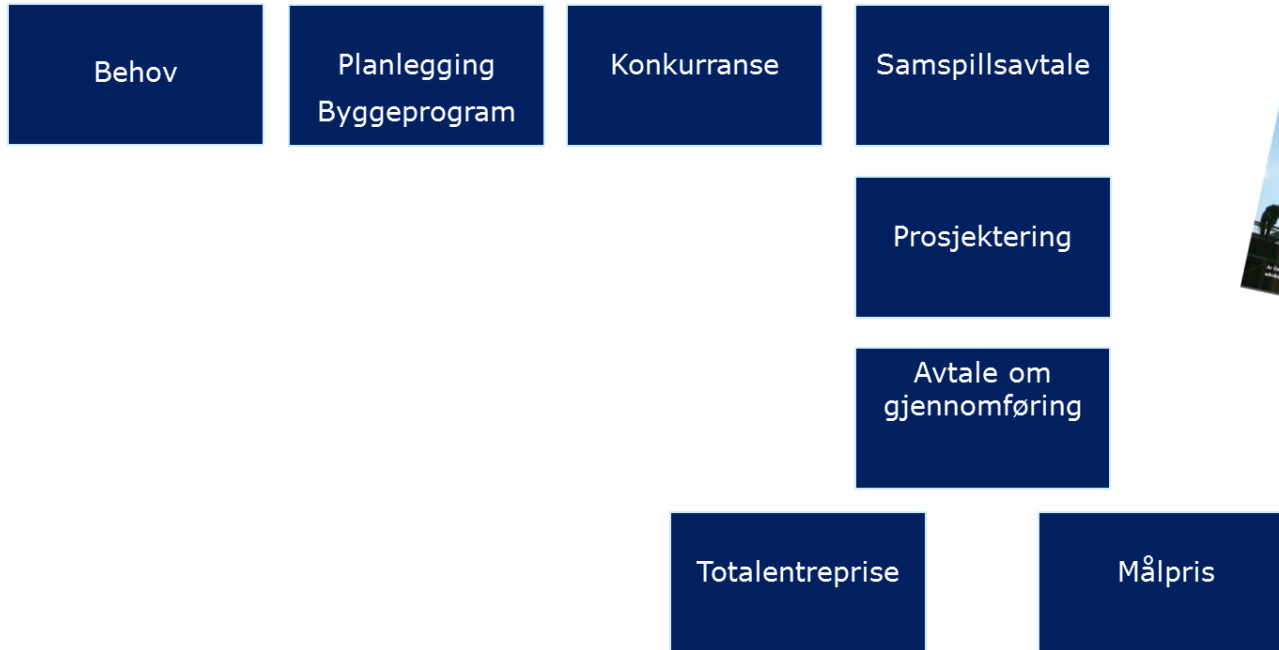 Behov
Planlegging
Byggeprogram
Konkurranse
Samspillsavtale
Prosjektering
Avtale om
gjennomføring
Totalentreprise
Målpris